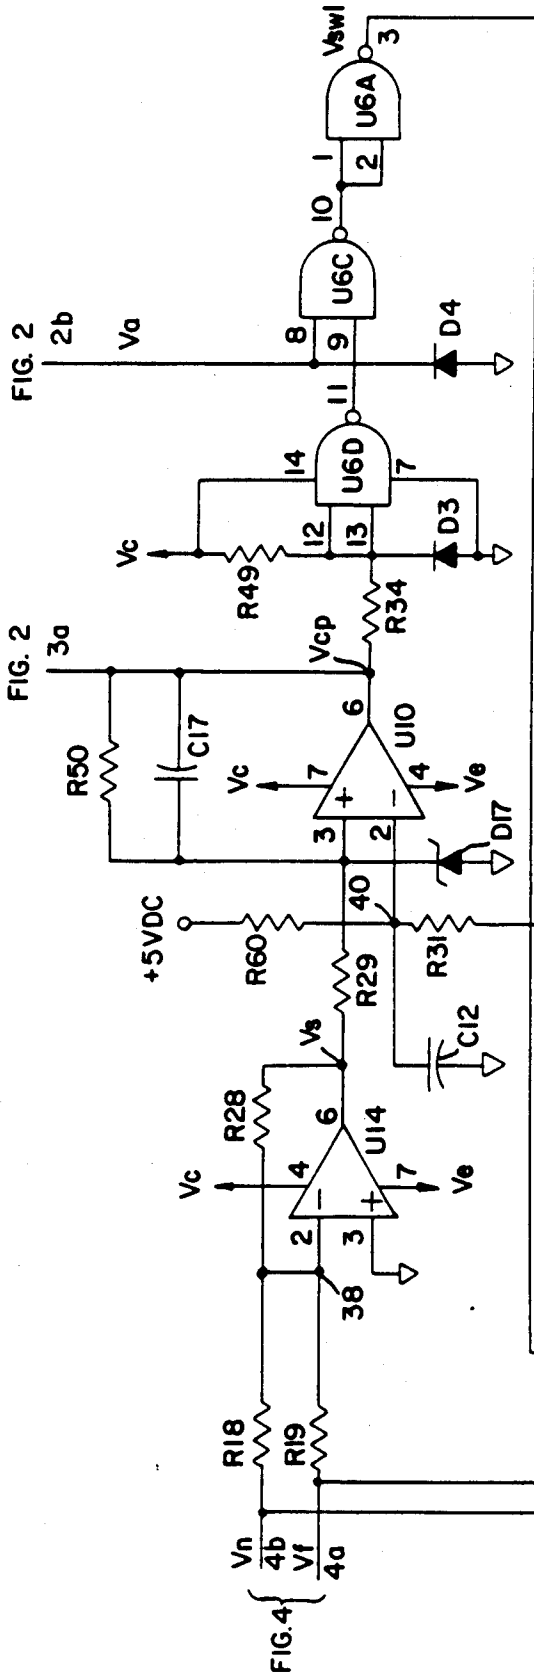 FIG.4
Vn
4b
Vf
4a
R18
R19
38
R28
Vc
2
3
4
7
6
U14
Ve
Vs
R29
C12
+5VDC
R60
40
R31
R50
C17
Vc
3
2
7
4
6
U10
Ve
D17
FIG. 2
3a
Vcp
R34
Vc
R49
12
13
14
7
U6D
11
D3
FIG. 2
2b
Va
8
9
U6C
10
D4
1
2
U6A
3
Vsw1